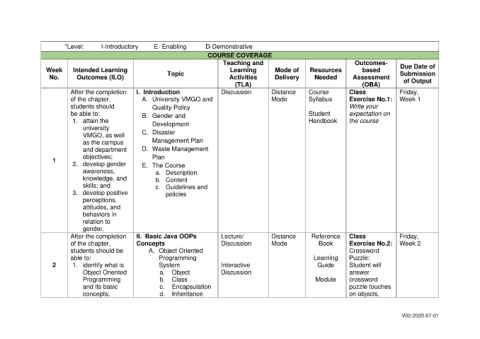 *Level: I-Introductory E- Enabling D-Demonstrative
COURSE COVERAGE
Week No.
Intended Learning Outcomes (ILO)
Topic
Teaching and Learning Activities (TLA)
Mode of Delivery
Resources Needed
Outcomes-based Assessment (OBA)
Due Date of Submission of Output
1
After the completion
of the chapter,
students should
be able to:
1. attain the
university
VMGO, as well
as the campus
and department
objectives;
2. develop gender
awareness,
knowledge, and
skills; and
3. develop positive
perceptions,
attitudes, and
behaviors in
relation to
gender.
I. Introduction
A. University VMGO and
Quality Policy
B. Gender and
Development
C. Disaster
Management Plan
D. Waste Management
Plan
E. The Course
a. Description
b. Content
c. Guidelines and
policies
Discussion
Distance
Mode
Course
Syllabus
Student
Handbook
Class
Exercise No.1:
Write your
expectation on
the course
Friday,
Week 1
2
After the completion
of the chapter,
students should be
able to:
1. identify what is
Object Oriented
Programming
and its basic
concepts;
II. Basic Java OOPs
Concepts
A. Object Oriented
Programming
System
a. Object
b. Class
c. Encapsulation
d. Inheritance
Lecture/
Discussion
Interactive
Discussion
Distance
Mode
Reference
Book
Learning
Guide
Module
Class
Exercise No.2:
Crossword
Puzzle:
Student will
answer
crossword
puzzle touches
on objects,
Friday,
Week 2
V02-2020-07-01